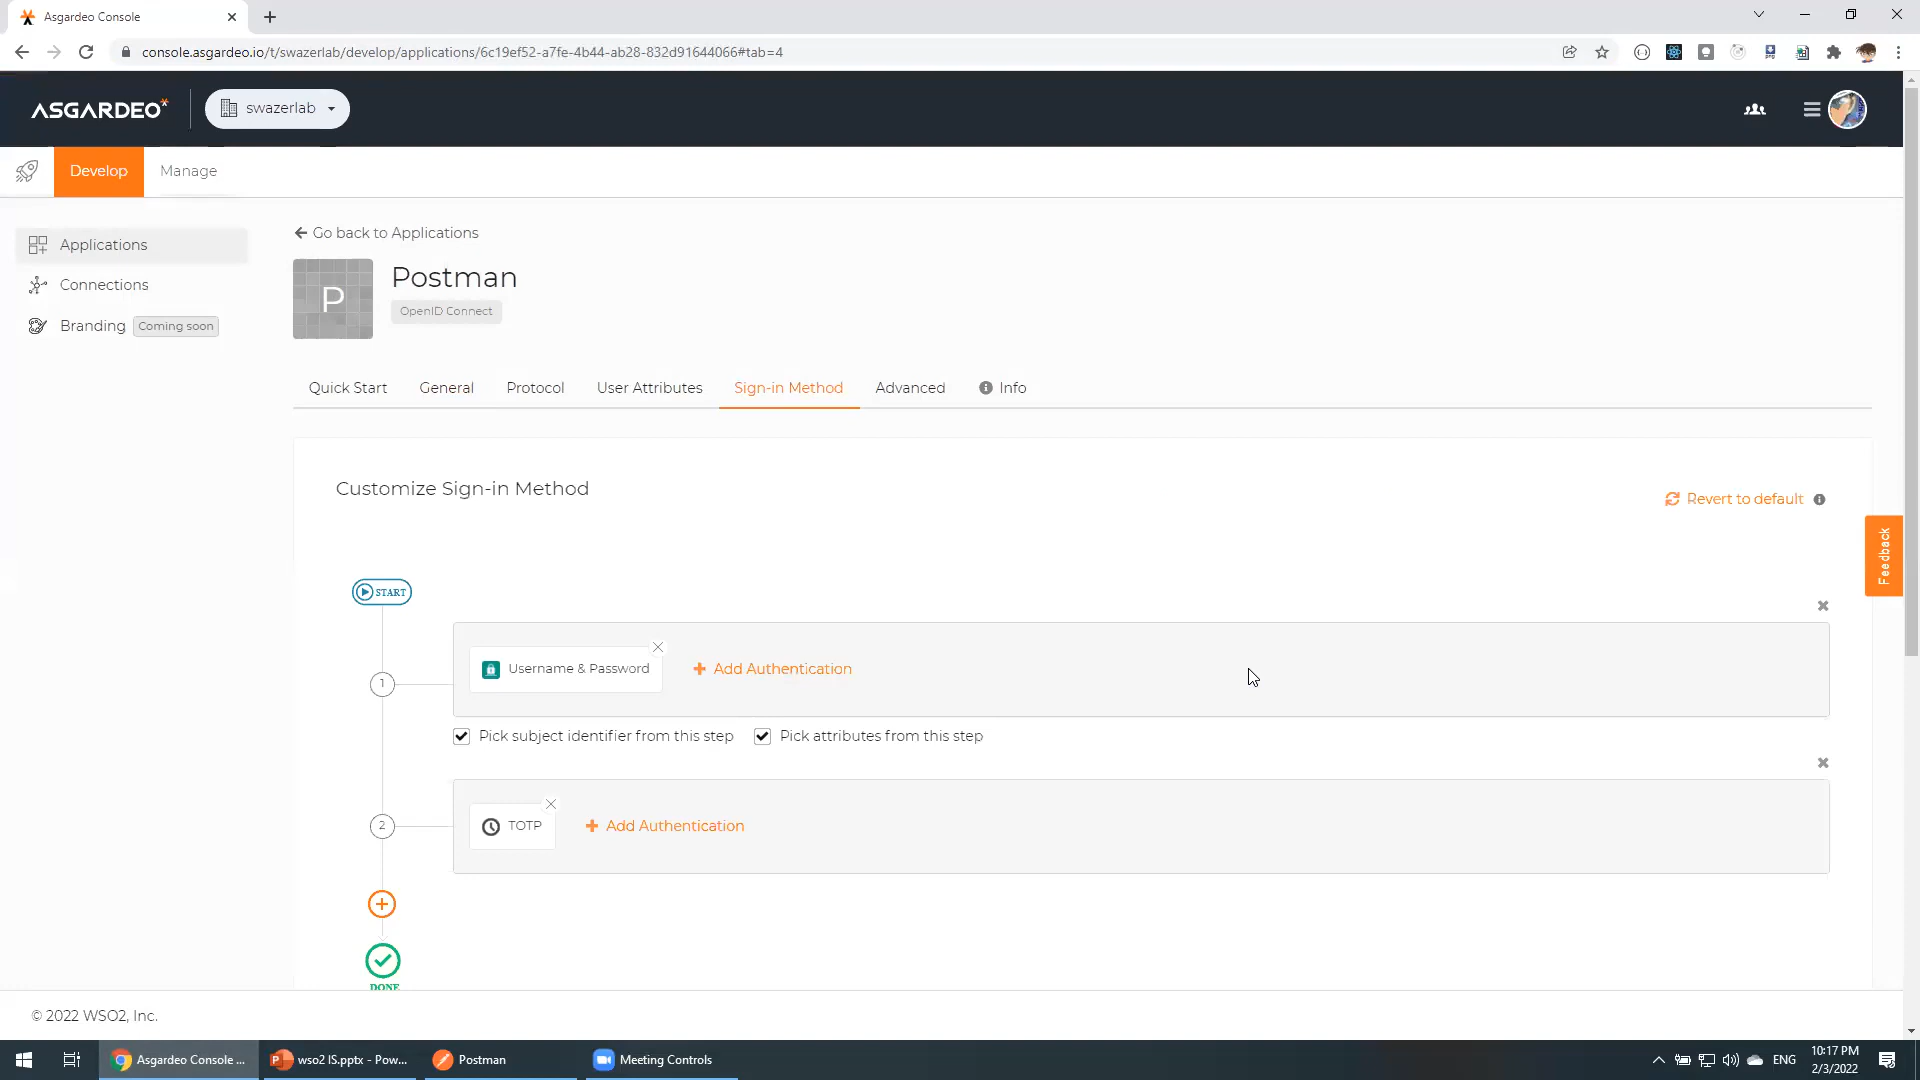 Asgardeo Console
console.asgardeo.io/t/swazerlab/develop/applications/6c19ef52-a7fe-4b44-ab28-832d91644066#tab=4
ASGARDEO
swazerlab
Develop
Manage
Applications
Connections
Branding Coming soon
Go back to Applications
P
Postman
OpenID Connect
Quick Start
General
Protocol
User Attributes
Sign-in Method
Advanced
Info
Customize Sign-in Method
Revert to default
Feedback
START
1
Username & Password
Add Authentication
Pick subject identifier from this step
Pick attributes from this step
2
TOTP
Add Authentication
DONE
© 2022 WSO2, Inc.
Asgardeo Console ...
wso2 IS.pptx - Pow...
Postman
Meeting Controls
ENG
10:17 PM
2/3/2022